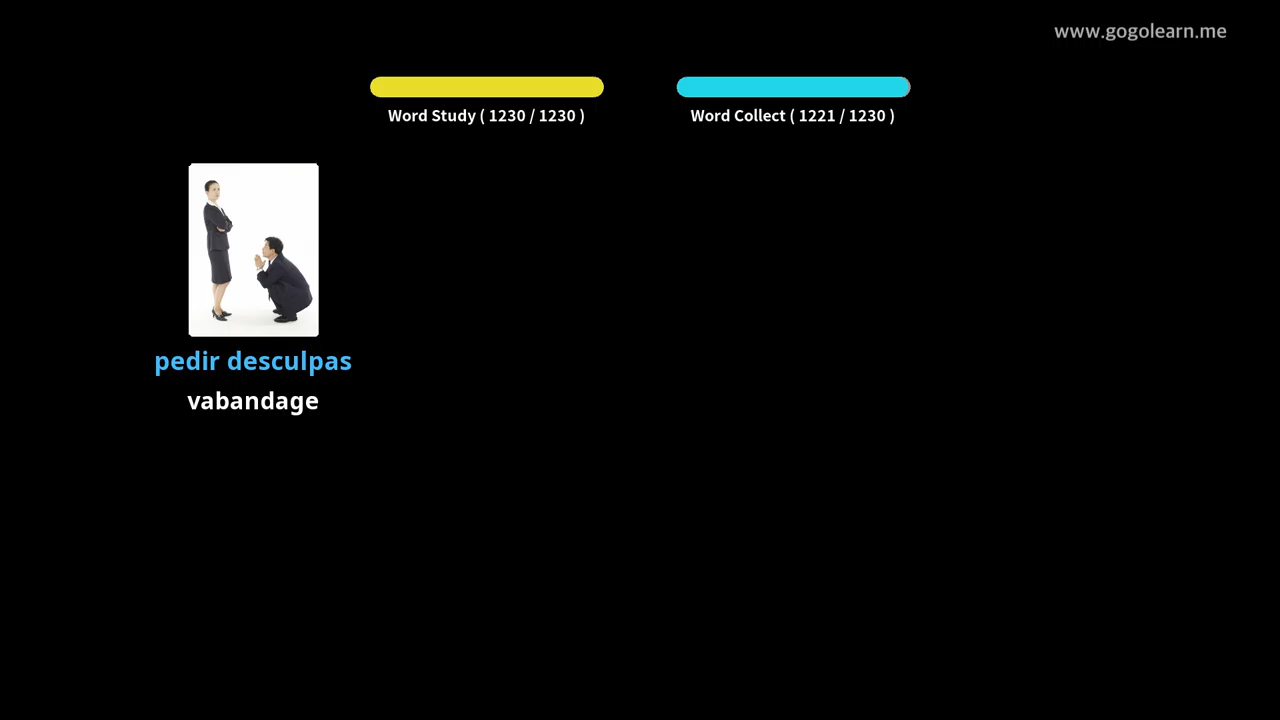 www.gogolearn.me
Word Study ( 1230 / 1230 )
Word Collect ( 1221 / 1230 )
pedir desculpas
vabandage